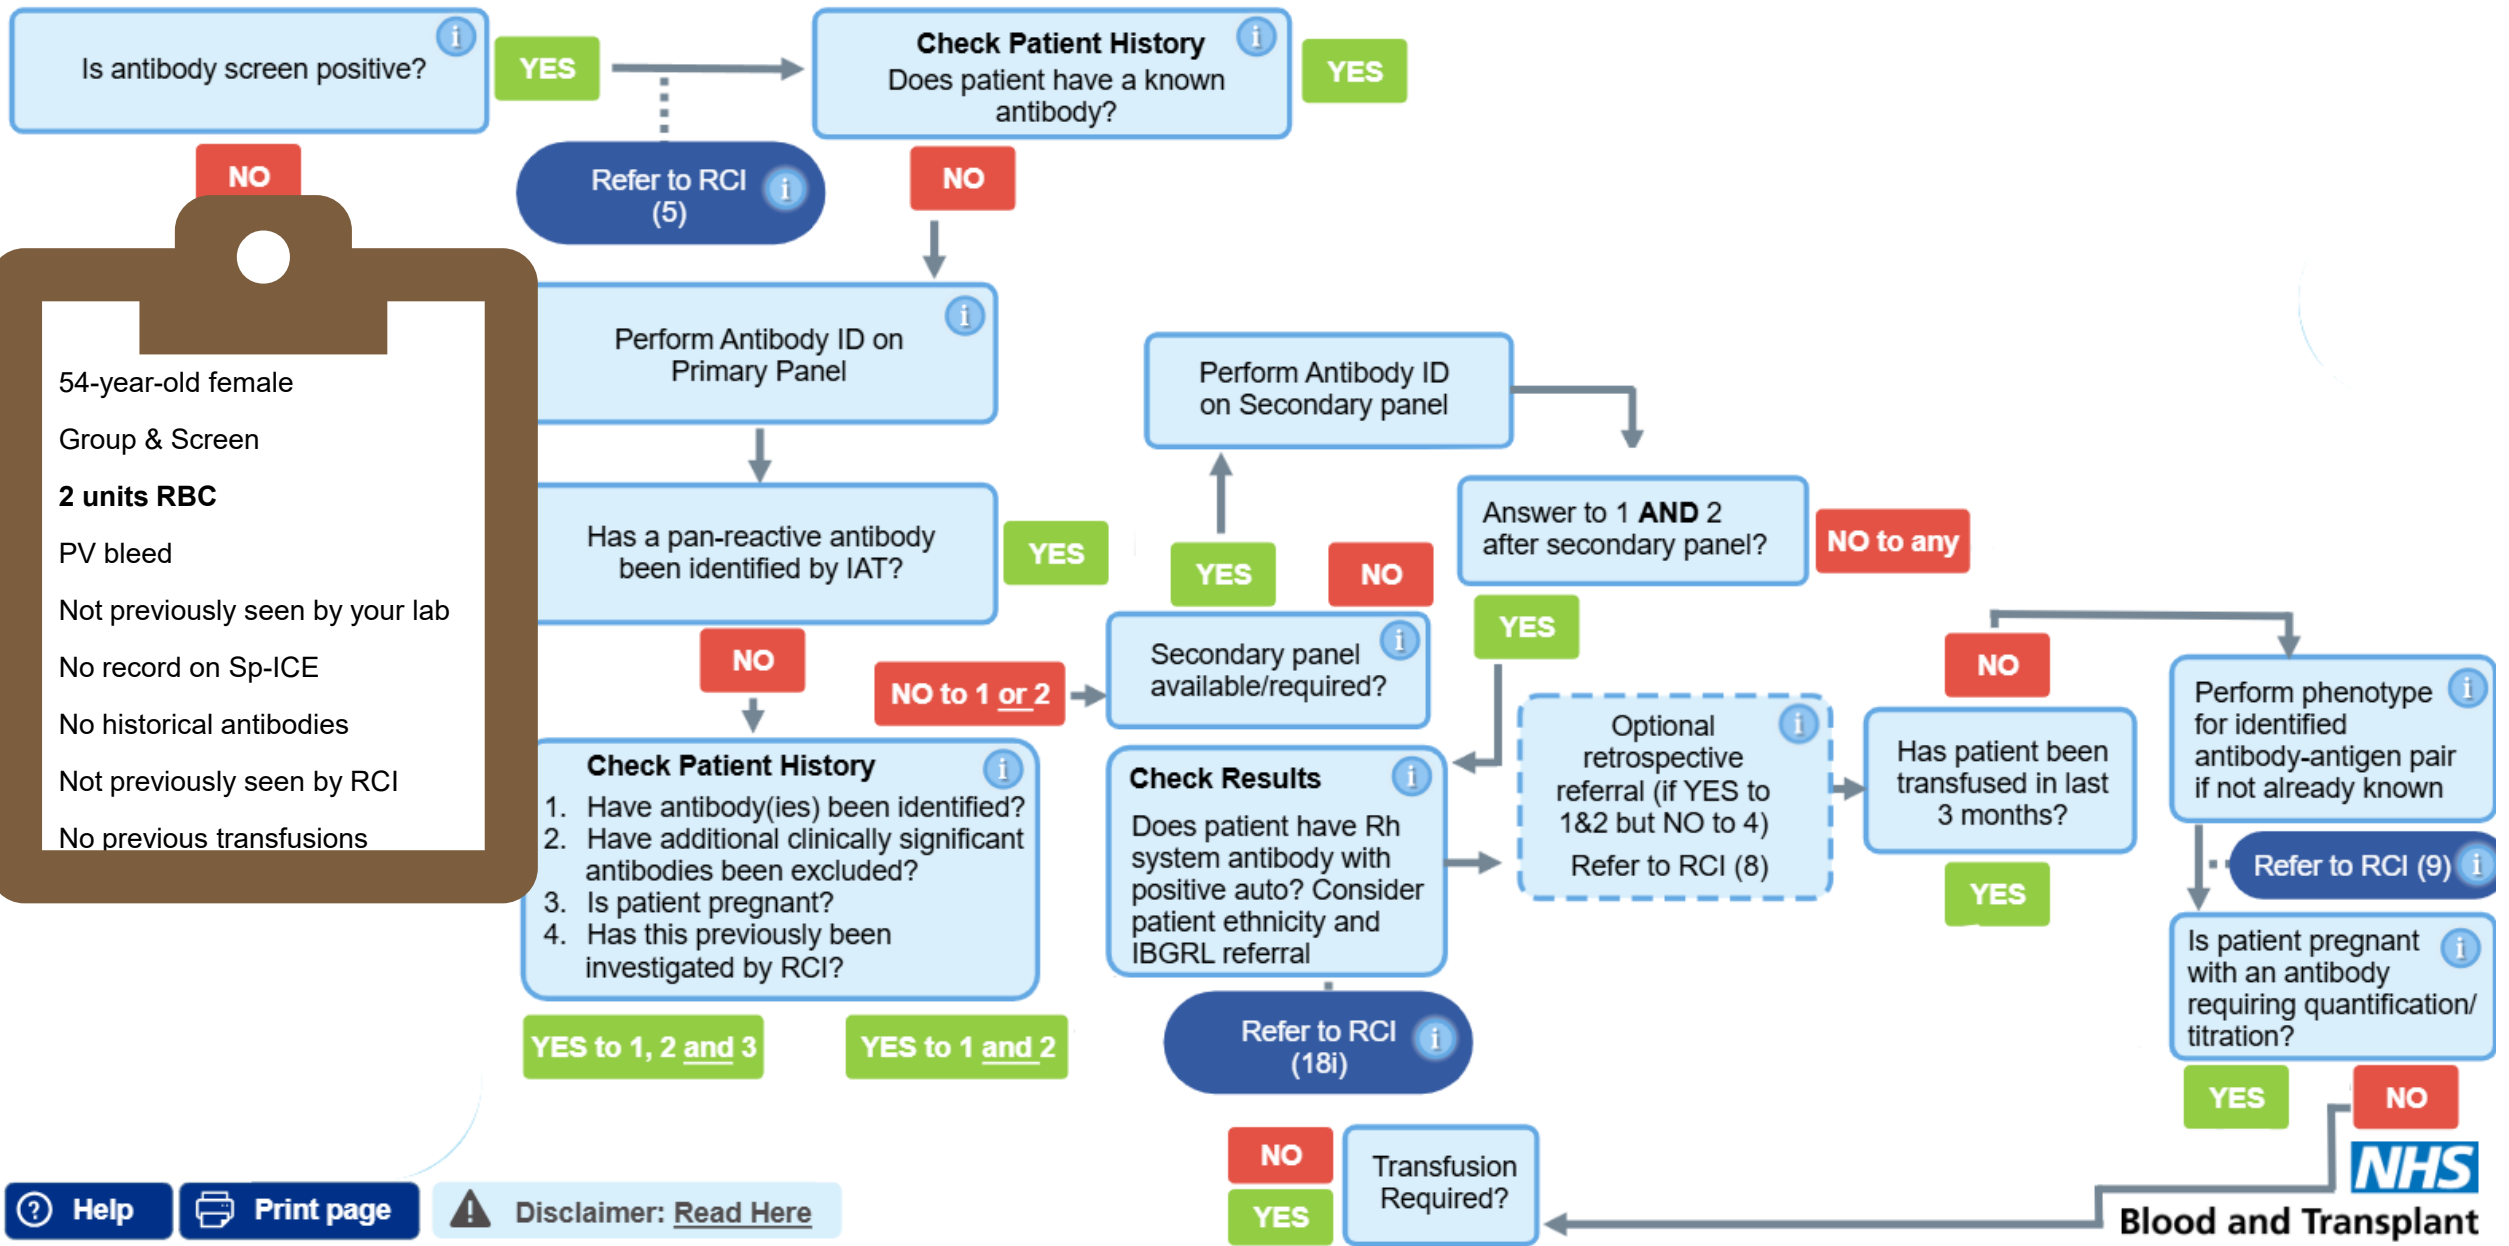 Is antibody screen positive?
YES
NO
Refer to RCI
(5)
Check Patient History
Does patient have a known
antibody?
YES
NO
54-year-old female
Group & Screen
2 units RBC
PV bleed
Not previously seen by your lab
No record on Sp-ICE
No historical antibodies
Not previously seen by RCI
No previous transfusions
Perform Antibody ID on
Primary Panel
Has a pan-reactive antibody
been identified by IAT?
YES
NO
Check Patient History
1. Have antibody(ies) been identified?
2. Have additional clinically significant
antibodies been excluded?
3. Is patient pregnant?
4. Has this previously been
investigated by RCI?
YES to 1, 2 and 3
YES to 1 and 2
NO to 1 or 2
Secondary panel
available/required?
YES
NO
Perform Antibody ID
on Secondary panel
Answer to 1 AND 2
after secondary panel?
NO to any
YES
Check Results
Does patient have Rh
system antibody with
positive auto? Consider
patient ethnicity and
IBGRL referral
Refer to RCI
(18i)
Optional
retrospective
referral (if YES to
1&2 but NO to 4)
Refer to RCI (8)
Has patient been
transfused in last
3 months?
NO
YES
Perform phenotype
for identified
antibody-antigen pair
if not already known
Refer to RCI (9)
Is patient pregnant
with an antibody
requiring quantification/
titration?
YES
NO
Transfusion
Required?
NO
YES
Help
Print page
Disclaimer: Read Here
NHS
Blood and Transplant